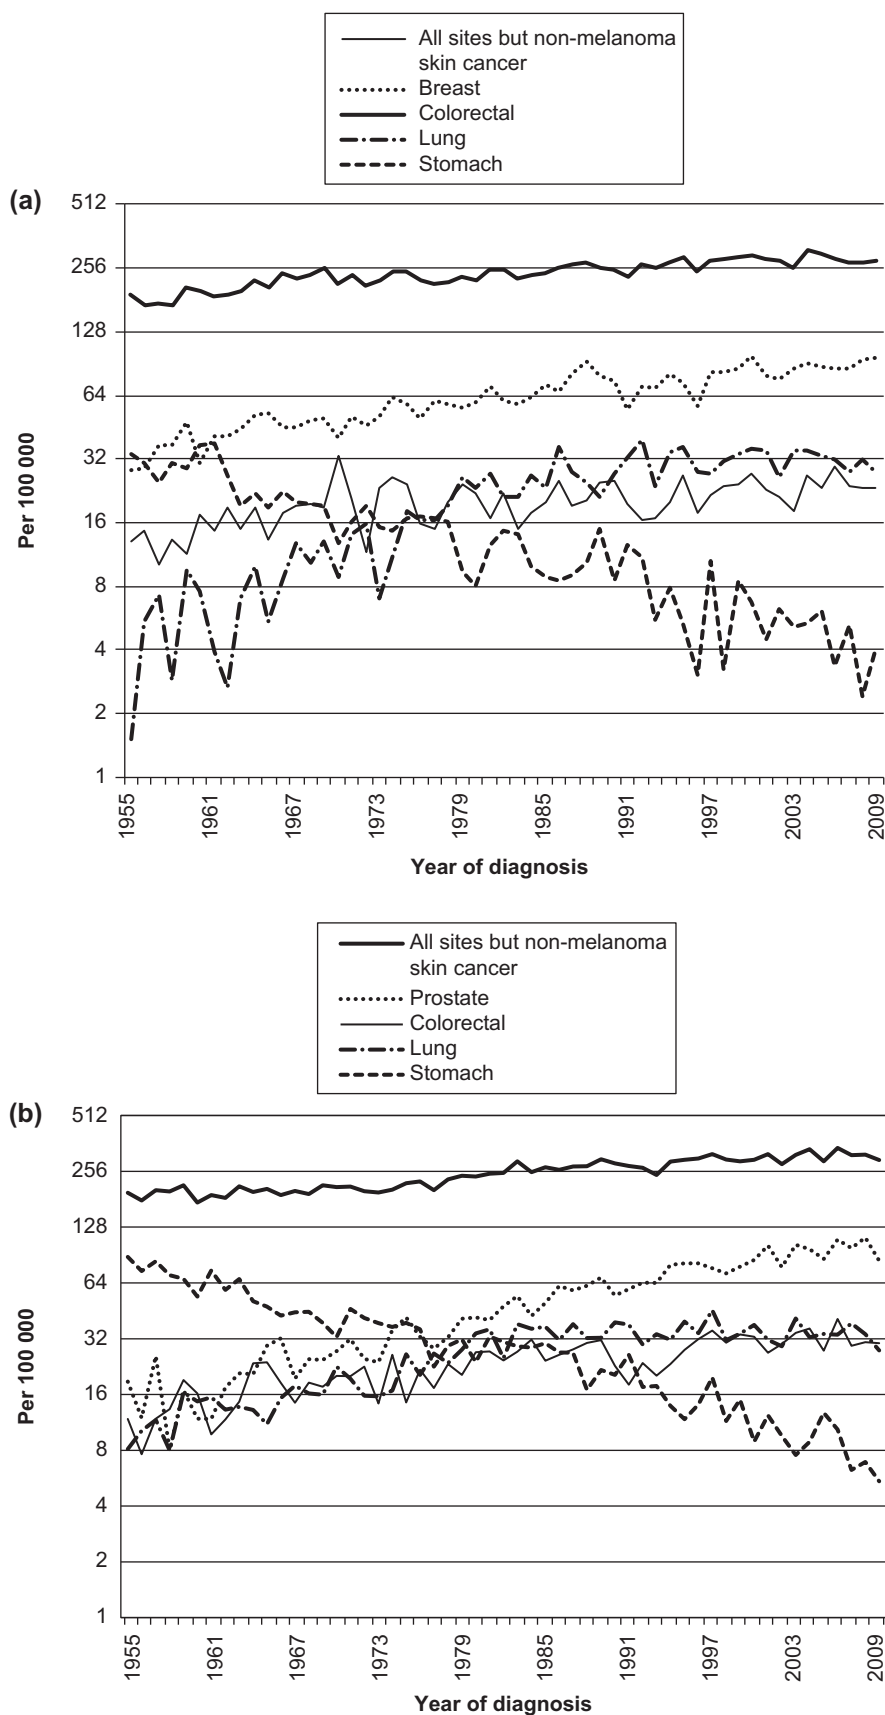 All sites but non-melanoma
skin cancer
Breast
Colorectal
Lung
Stomach
(a)
512
256
128
64
32
16
8
4
2
1
Per 100 000
1955
1961
1967
1973
1979
1985
1991
1997
2003
2009
Year of diagnosis
All sites but non-melanoma
skin cancer
Prostate
Colorectal
Lung
Stomach
(b)
512
256
128
64
32
16
8
4
2
1
Per 100 000
1955
1961
1967
1973
1979
1985
1991
1997
2003
2009
Year of diagnosis